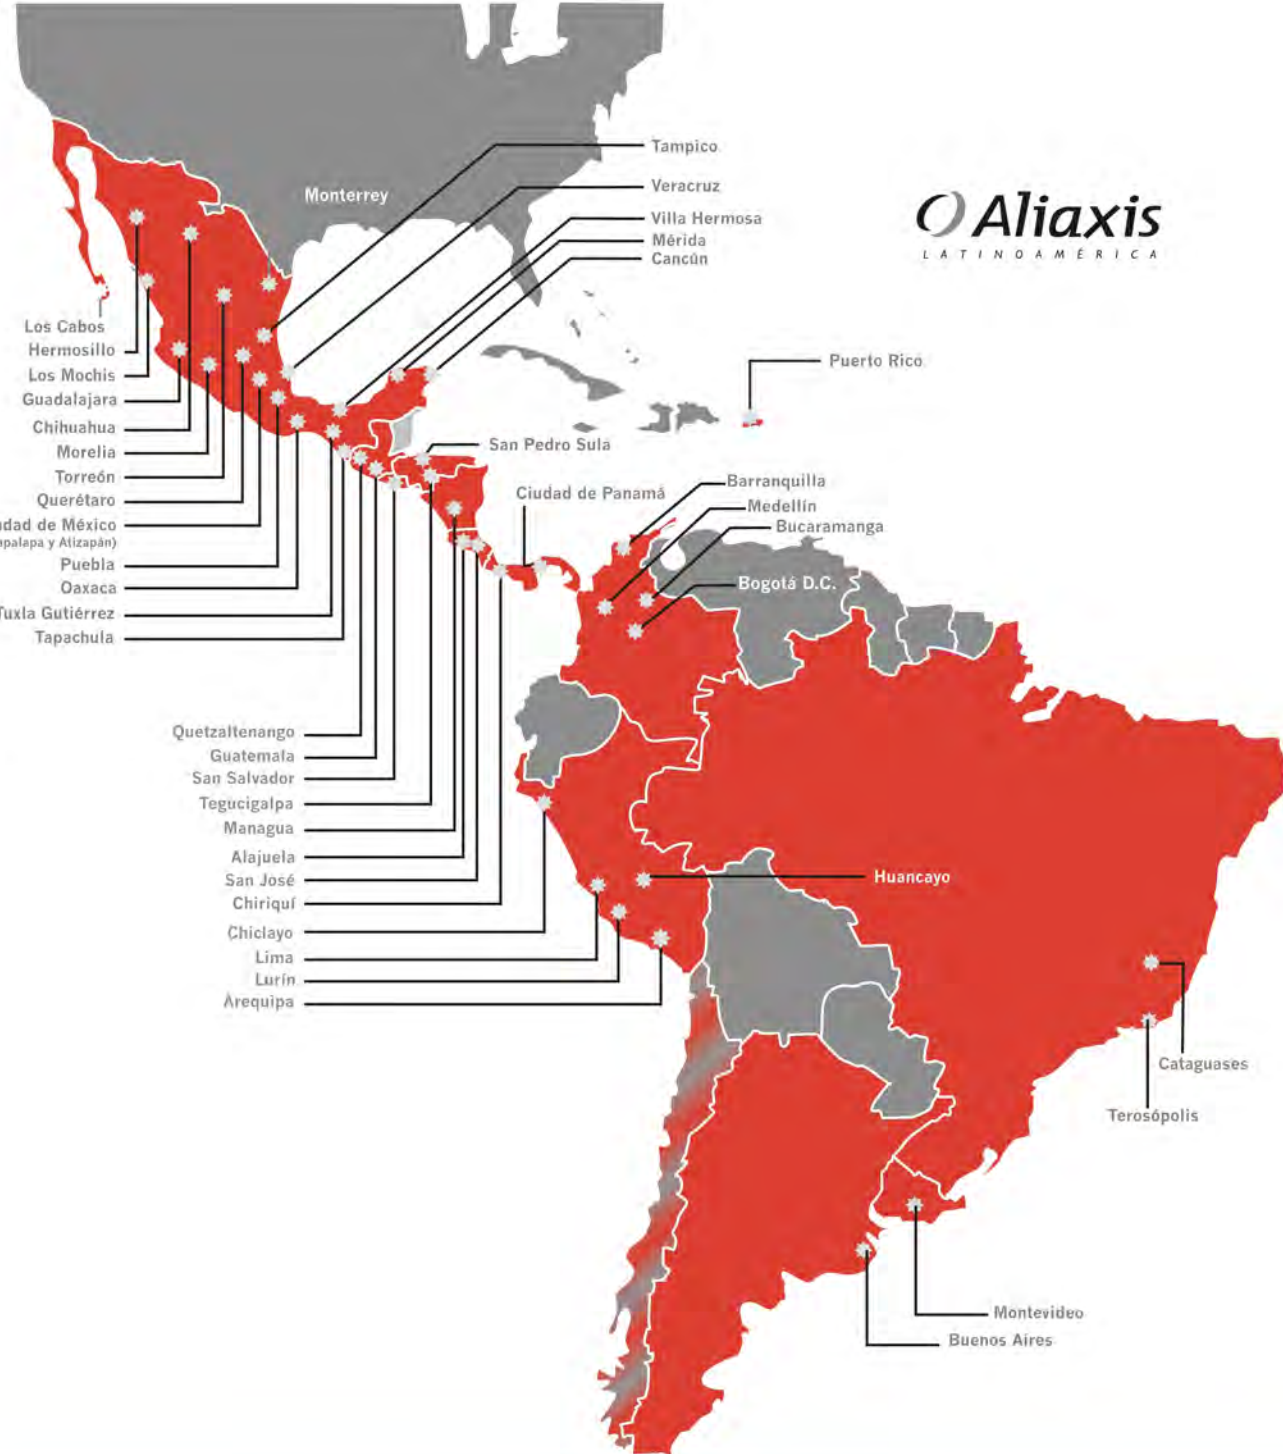 Tampico
Veracruz
Monterrey
Villa Hermosa
Mérida
Cancún
Aliaxis
LATINOAMÉRICA
Los Cabos
Hermosillo
Los Mochis
Guadalajara
Chihuahua
Morelia
Torreón
Querétaro
dad de México
apalapa y Atizapán)
Puebla
Oaxaca
Tuxla Gutiérrez
Tapachula
Puerto Rico
San Pedro Sula
Ciudad de Panamá
Barranquilla
Medellín
Bucaramanga
Bogotá D.C.
Quetzaltenango
Guatemala
San Salvador
Tegucigalpa
Managua
Alajuela
San José
Chiriquí
Chiclayo
Lima
Lurín
Arequipa
Huancayo
Cataguases
Terosópolis
Montevideo
Buenos Aires